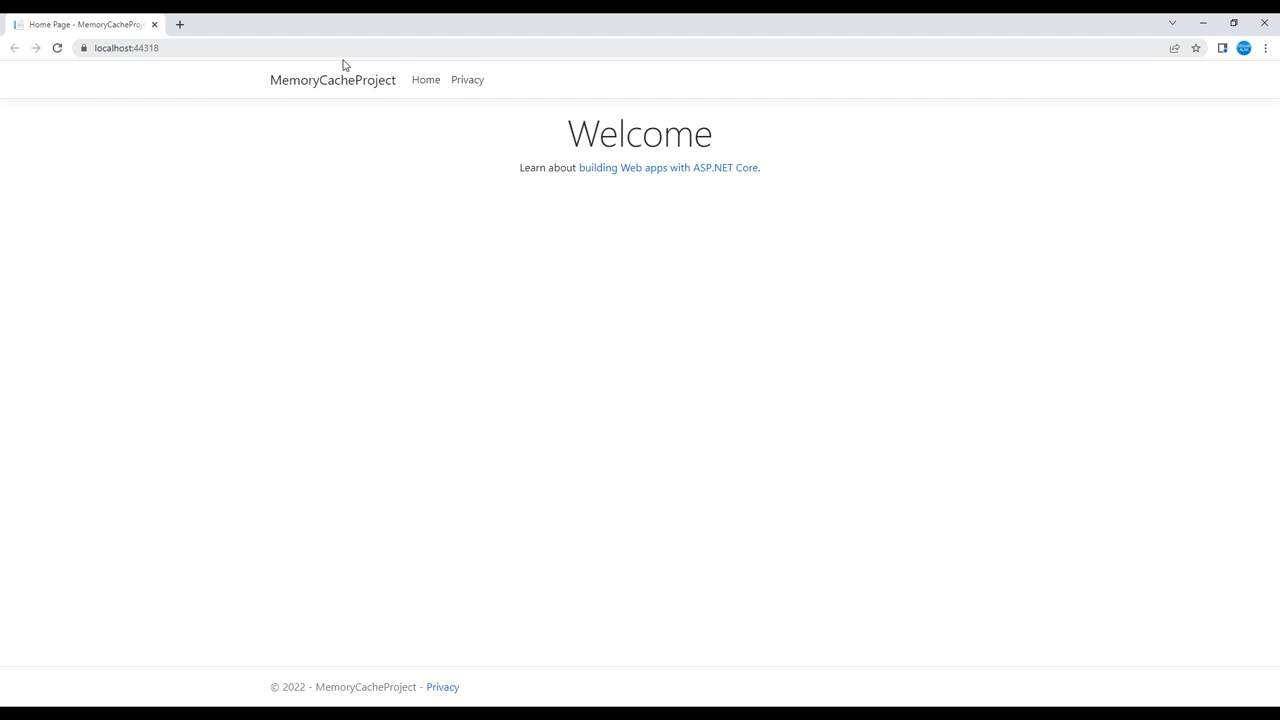 Home Page - MemoryCacheProj
localhost:44318
MemoryCacheProject Home Privacy
Welcome
Learn about building Web apps with ASP.NET Core.
© 2022 - MemoryCacheProject - Privacy